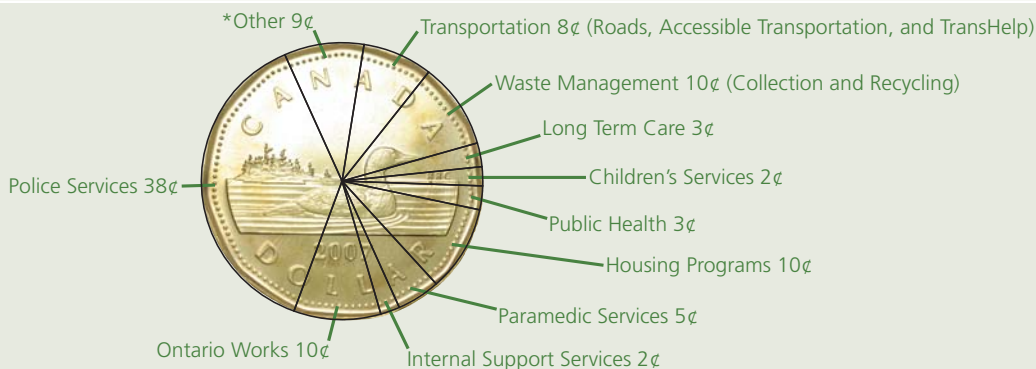 *Other 9¢
Transportation 8¢ (Roads, Accessible Transportation, and TransHelp)
Waste Management 10¢ (Collection and Recycling)
Long Term Care 3¢
Children's Services 2¢
Police Services 38¢
Public Health 3¢
Housing Programs 10¢
Paramedic Services 5¢
Ontario Works 10¢
Internal Support Services 2¢
CANADA
DOLLAR